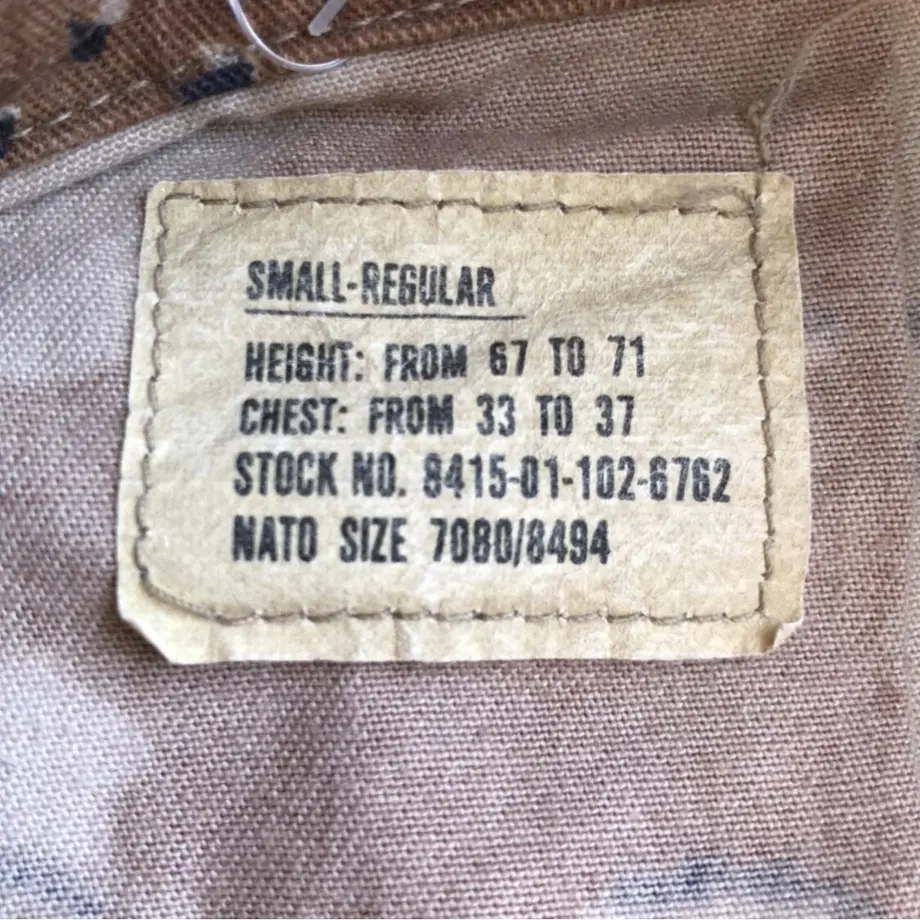 SMALL-REGULAR
HEIGHT: FROM 67 TO 71
CHEST: FROM 33 TO 37
STOCK NO. 8415-01-102-6762
NATO SIZE 7080/8494